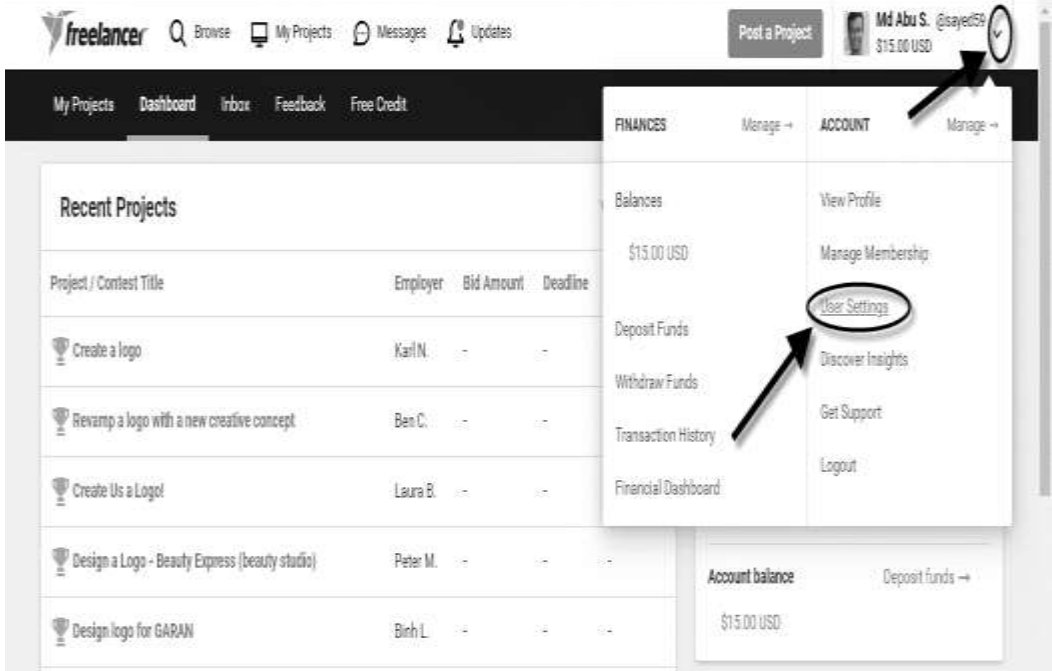 freelancer Browse My Projects Messages Updates Post a Project Md Abu S. @sayed59
$15.00 USD
My Projects Dashboard Inbox Feedback Free Credit
FINANCES Manage → ACCOUNT Manage →
Recent Projects
Balances View Profile
$15.00 USD Manage Membership
Project / Contest Title Employer Bid Amount Deadline
User Settings
Deposit Funds
Create a logo Karl N. - -
Discover Insights
Withdraw Funds
Revamp a logo with a new creative concept Ben C. - -
Get Support
Transaction History
Logout
Create Us a Logo! Laura B. - -
Financial Dashboard
Design a Logo - Beauty Express (beauty studio) Peter M. - - -
Account balance Deposit funds →
$15.00 USD
Design logo for GARAN Binh L. - - -